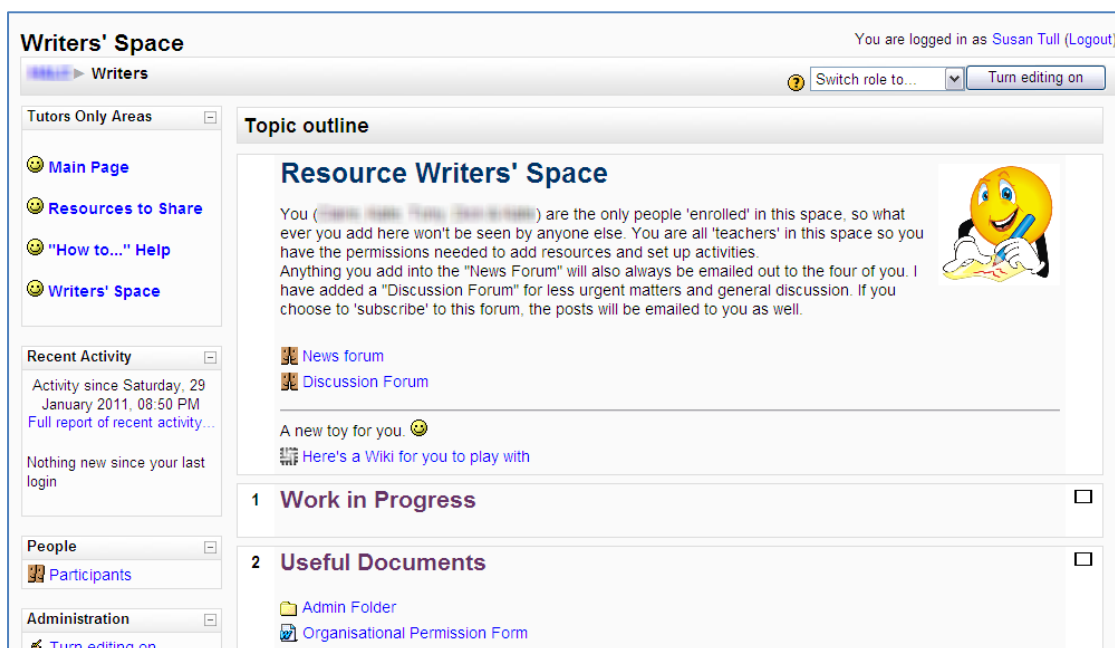 Writers' Space
You are logged in as Susan Tull (Logout)
Writers
Switch role to...
Turn editing on
Tutors Only Areas
Main Page
Resources to Share
"How to..." Help
Writers' Space
Recent Activity
Activity since Saturday, 29
January 2011, 08:50 PM
Full report of recent activity...
Nothing new since your last
login
People
Participants
Administration
Turn editing on
Topic outline
Resource Writers' Space
You ( ) are the only people 'enrolled' in this space, so what
ever you add here won't be seen by anyone else. You are all 'teachers' in this space so you
have the permissions needed to add resources and set up activities.
Anything you add into the "News Forum" will also always be emailed out to the four of you. I
have added a "Discussion Forum" for less urgent matters and general discussion. If you
choose to 'subscribe' to this forum, the posts will be emailed to you as well.
News forum
Discussion Forum
A new toy for you.
Here's a Wiki for you to play with
1 Work in Progress
2 Useful Documents
Admin Folder
Organisational Permission Form